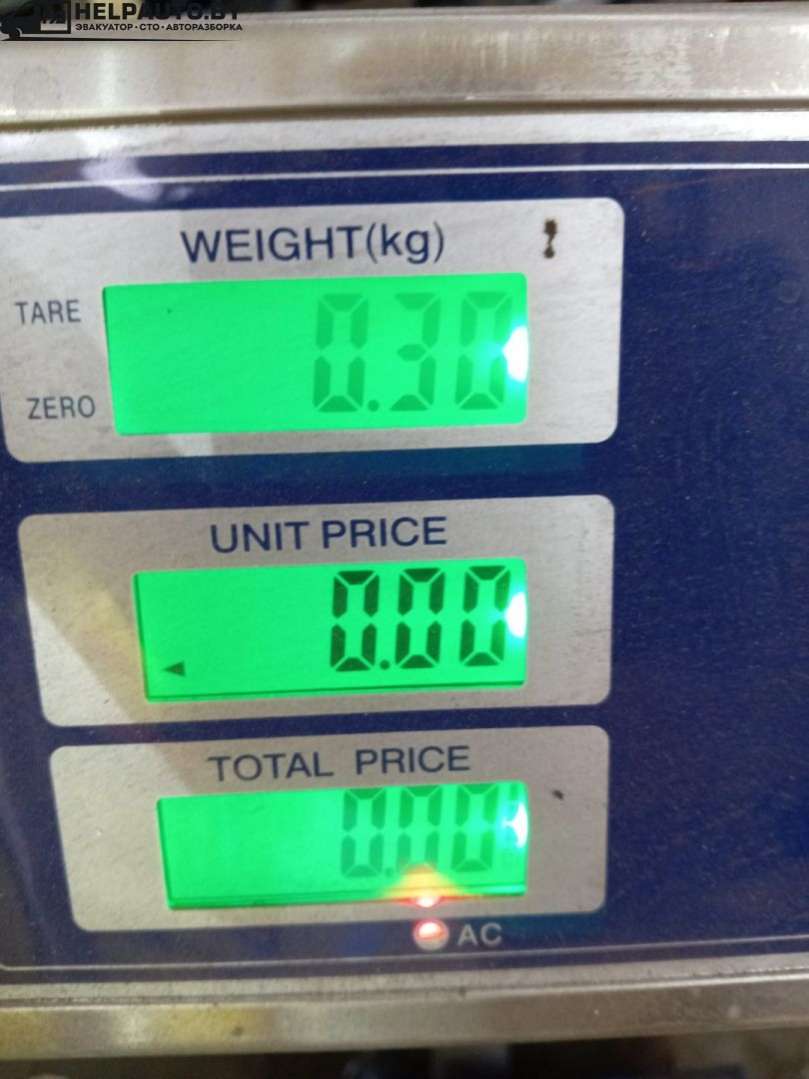 HELPAUTO.BY
ЭВАКУАТОР · СТО · АВТОРАЗБОРКА
WEIGHT(kg)
TARE
0.30
ZERO
UNIT PRICE
0.00
TOTAL PRICE
0.00
AC